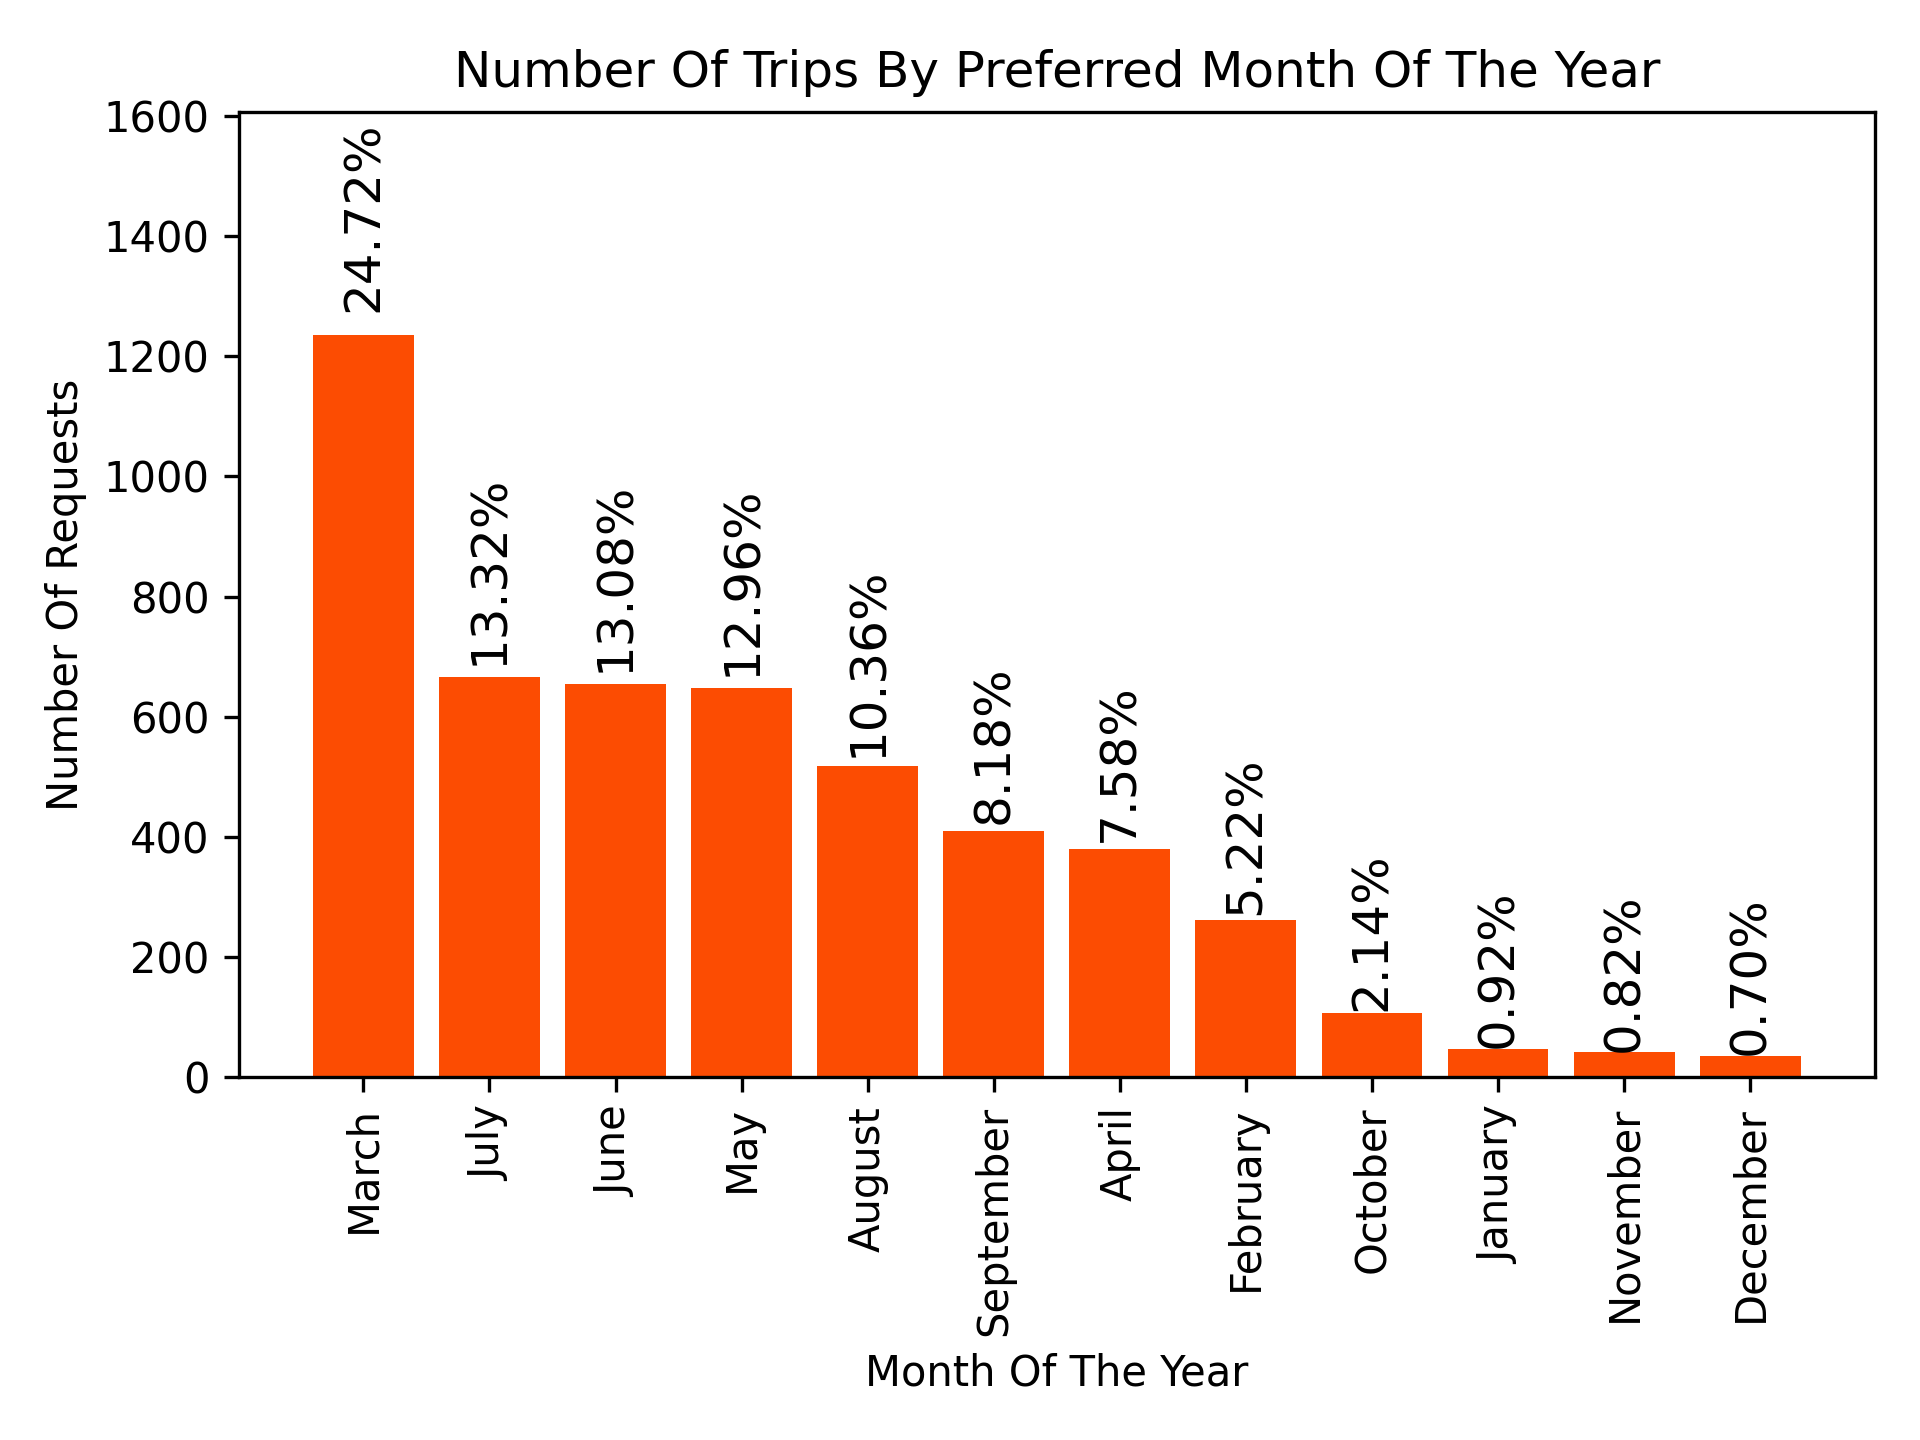 Number Of Trips By Preferred Month Of The Year
1600
1400
1200
1000
800
600
400
200
0
Number Of Requests
24.72%
13.32%
13.08%
12.96%
10.36%
8.18%
7.58%
5.22%
2.14%
0.92%
0.82%
0.70%
March
July
June
May
August
September
April
February
October
January
November
December
Month Of The Year